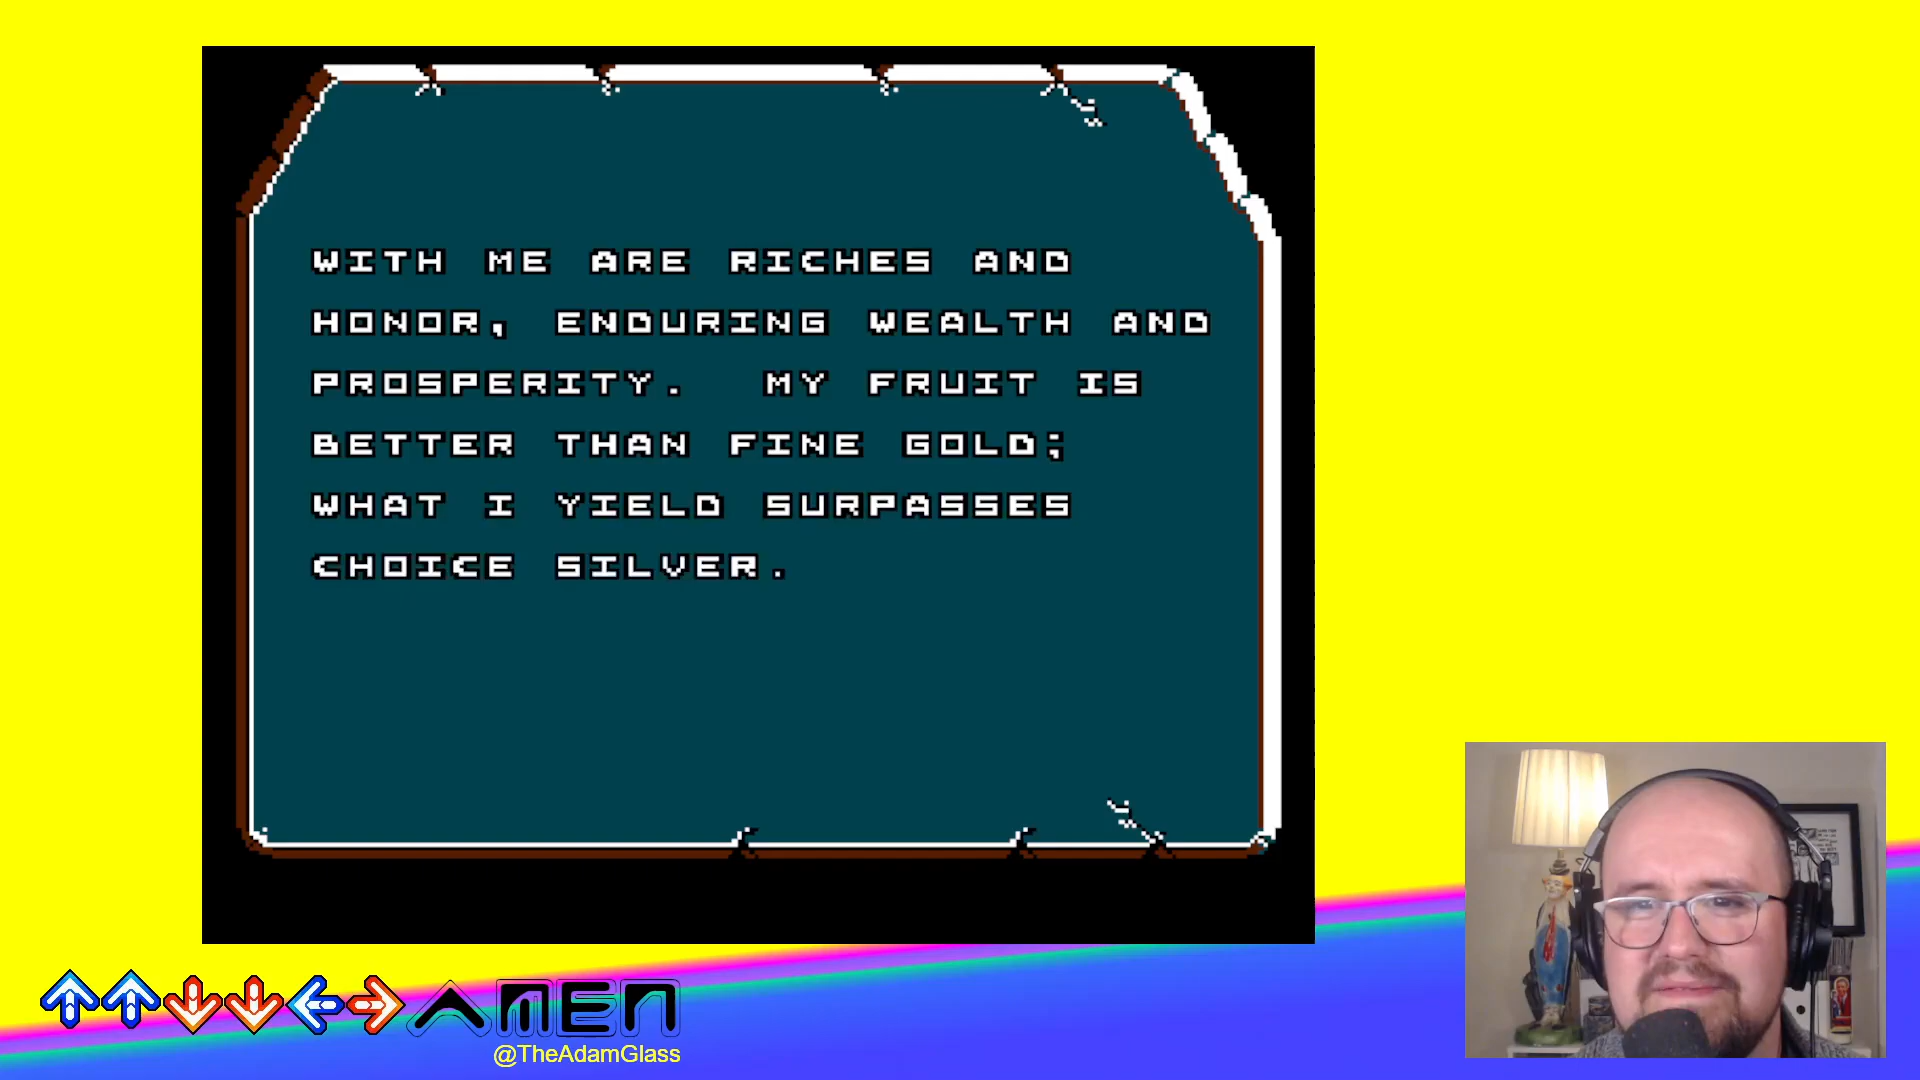 WITH ME ARE RICHES AND
HONOR, ENDURING WEALTH AND
PROSPERITY. MY FRUIT IS
BETTER THAN FINE GOLD;
WHAT I YIELD SURPASSES
CHOICE SILVER.
AMEN
@TheAdamGlass